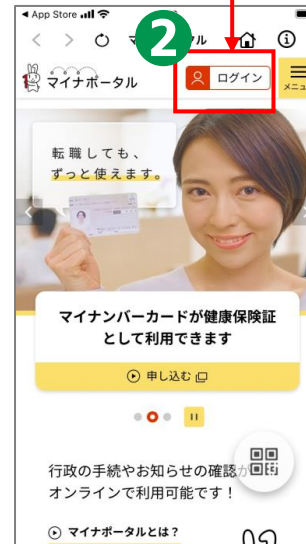 App Store
2
ル
マイナポータル
ログイン
メニュ
転職しても、
ずっと使えます。
マイナンバーカードが健康保険証
として利用できます
申し込む
行政の手続やお知らせの確認が
オンラインで利用可能です！
マイナポータルとは？